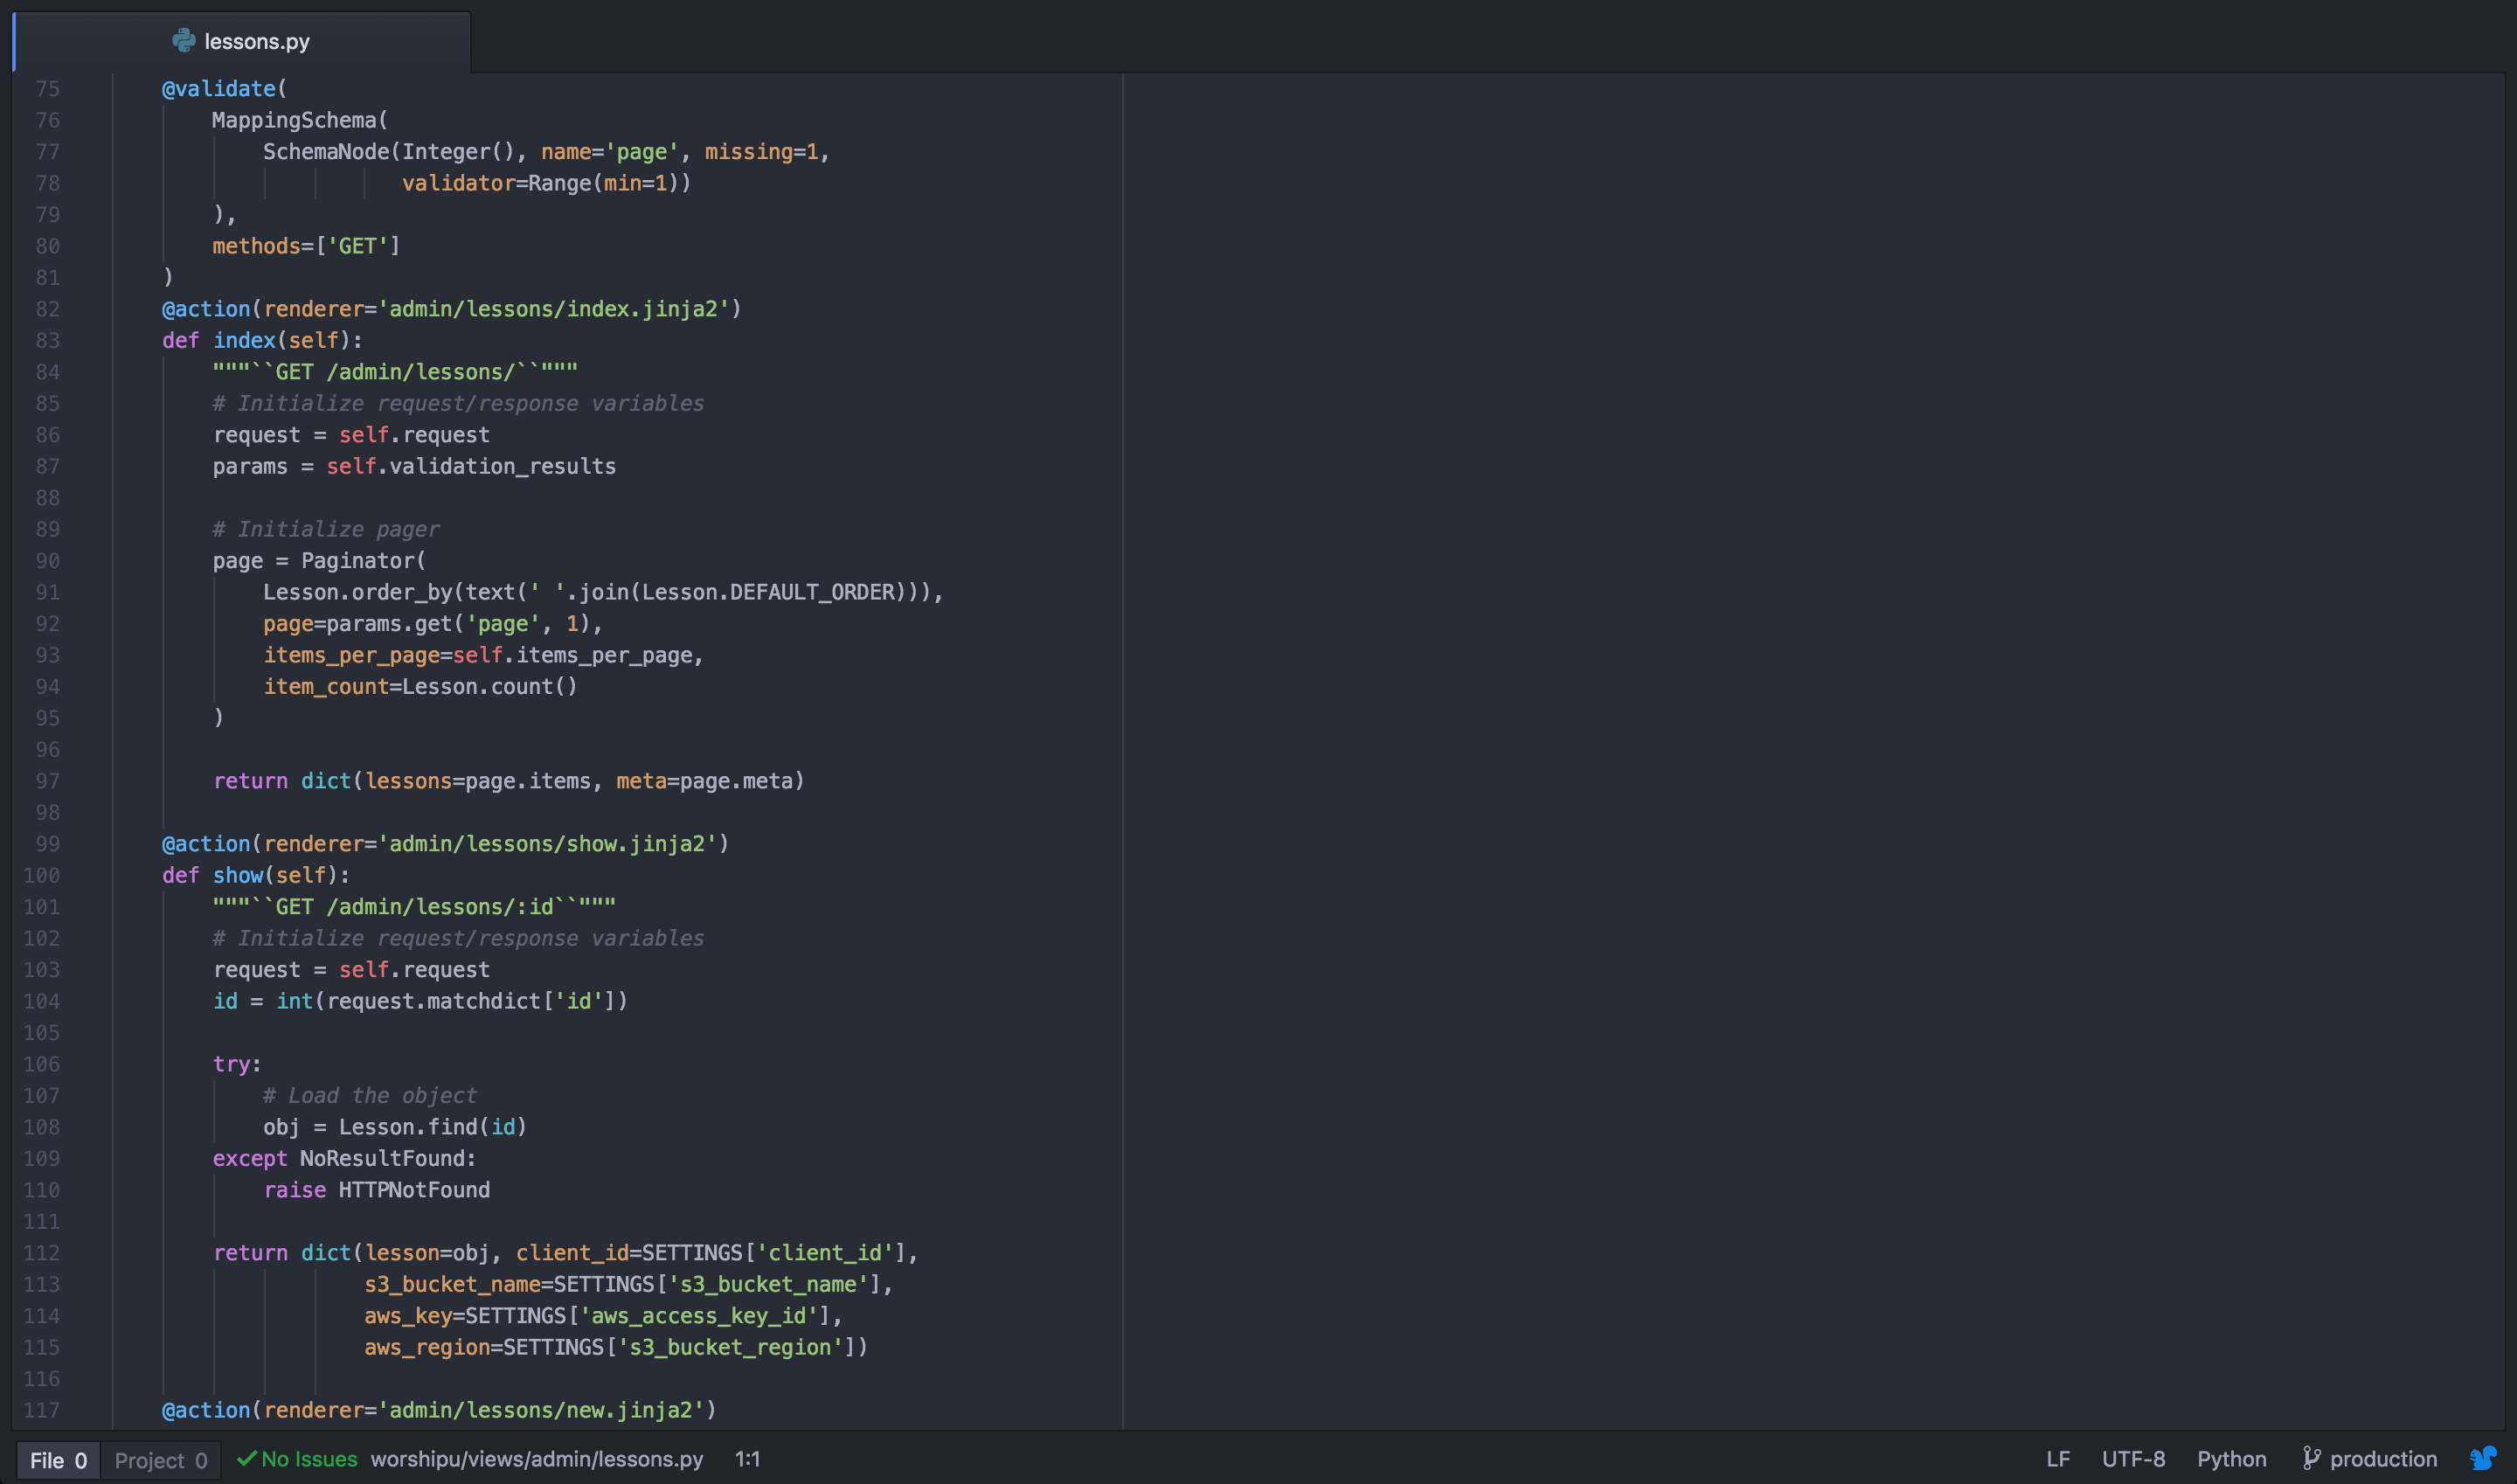 lessons.py
75 @validate(
76 MappingSchema(
77 SchemaNode(Integer(), name='page', missing=1,
78 validator=Range(min=1))
79 ),
80 methods=['GET']
81 )
82 @action(renderer='admin/lessons/index.jinja2')
83 def index(self):
84 """``GET /admin/lessons/``"""
85 # Initialize request/response variables
86 request = self.request
87 params = self.validation_results
88
89 # Initialize pager
90 page = Paginator(
91 Lesson.order_by(text(' '.join(Lesson.DEFAULT_ORDER))),
92 page=params.get('page', 1),
93 items_per_page=self.items_per_page,
94 item_count=Lesson.count()
95 )
96
97 return dict(lessons=page.items, meta=page.meta)
98
99 @action(renderer='admin/lessons/show.jinja2')
100 def show(self):
101 """``GET /admin/lessons/:id``"""
102 # Initialize request/response variables
103 request = self.request
104 id = int(request.matchdict['id'])
105
106 try:
107 # Load the object
108 obj = Lesson.find(id)
109 except NoResultFound:
110 raise HTTPNotFound
111
112 return dict(lesson=obj, client_id=SETTINGS['client_id'],
113 s3_bucket_name=SETTINGS['s3_bucket_name'],
114 aws_key=SETTINGS['aws_access_key_id'],
115 aws_region=SETTINGS['s3_bucket_region'])
116
117 @action(renderer='admin/lessons/new.jinja2')
File 0 Project 0 No Issues worshipu/views/admin/lessons.py 1:1 LF UTF-8 Python production